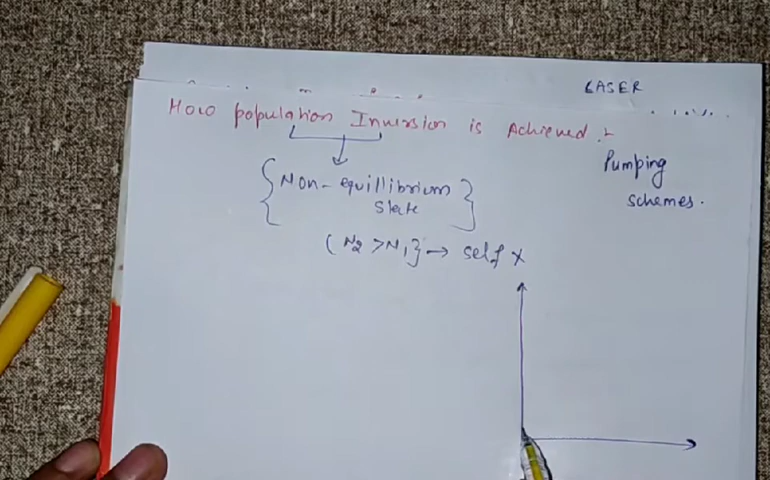 LASER
How population Inversion is Achieved :-
Pumping
schemes.
{Non-equillibrium
State}
(N2 > N1} → self x